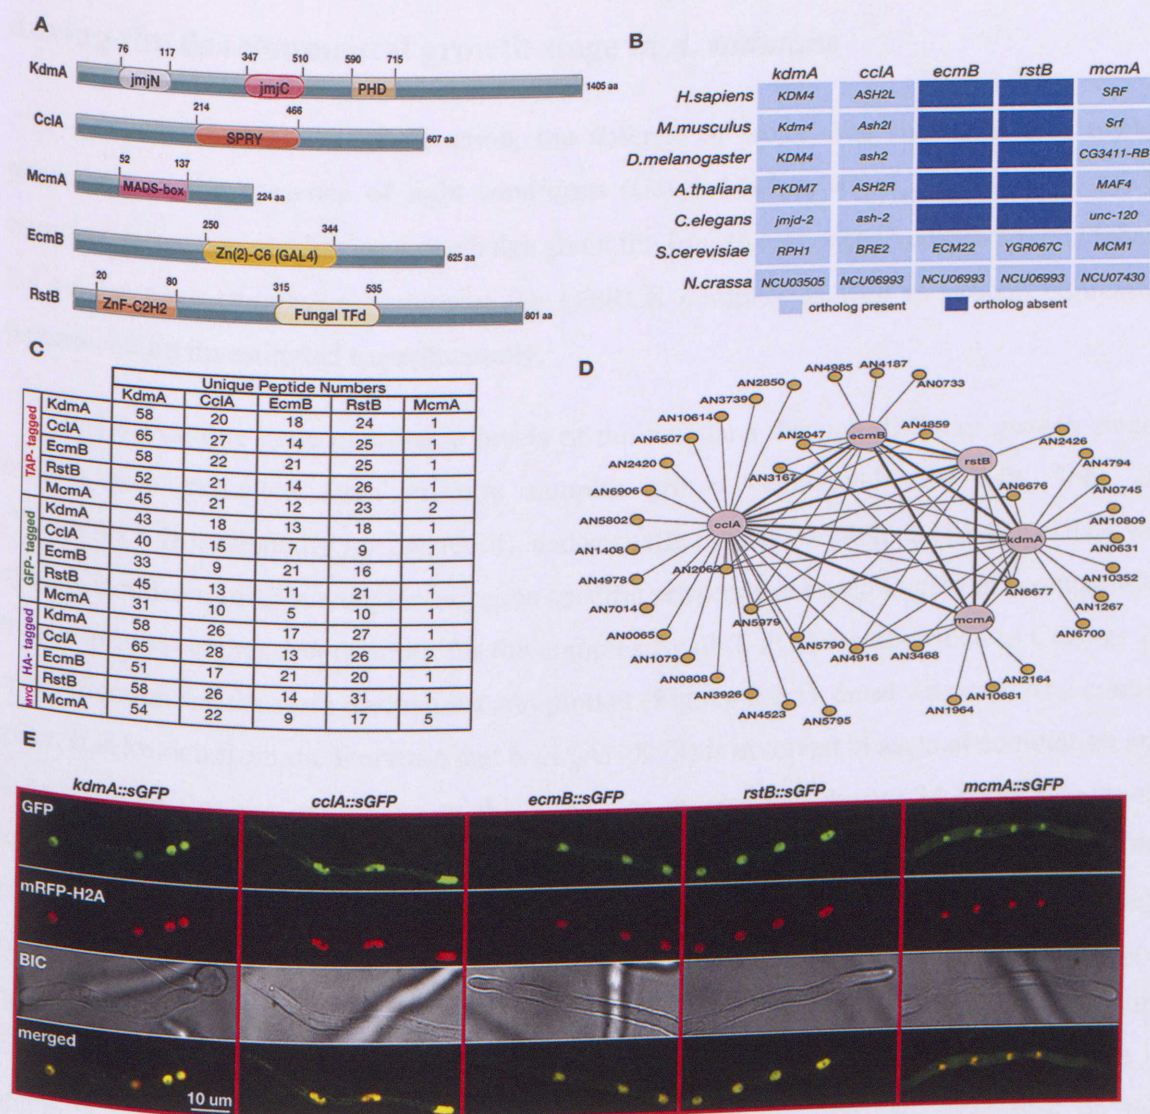 A
KdmA 76 117 347 510 590 715
jmjN jmjC PHD 1405 aa
CclA 214 466
SPRY 607 aa
McmA 52 137
MADS-box 224 aa
EcmB 250 344
Zn(2)-C6 (GAL4) 625 aa
RstB 20 80 315 535
ZnF-C2H2 Fungal TFd 801 aa
B
kdmA cclA ecmB rstB mcmA
H.sapiens KDM4 ASH2L SRF
M.musculus Kdm4 Ash2l Srf
D.melanogaster KDM4 ash2 CG3411-RB
A.thaliana PKDM7 ASH2R MAF4
C.elegans jmjd-2 ash-2 unc-120
S.cerevisiae RPH1 BRE2 ECM22 YGR067C MCM1
N.crassa NCU03505 NCU06993 NCU06993 NCU06993 NCU07430
ortholog present ortholog absent
C
Unique Peptide Numbers
KdmA CclA EcmB RstB McmA
TAP- tagged
KdmA 58 20 18 24 1
CclA 65 27 14 25 1
EcmB 58 22 21 25 1
RstB 52 21 14 26 1
McmA 45 21 12 23 2
GFP- tagged
KdmA 43 18 13 18 1
CclA 40 15 7 9 1
EcmB 33 9 21 16 1
RstB 45 13 11 21 1
McmA 31 10 5 10 1
HA- tagged
KdmA 58 26 17 27 1
CclA 65 28 13 26 2
EcmB 51 17 21 20 1
RstB 58 26 14 31 1
MYC
McmA 54 22 9 17 5
D
AN4985 AN4187
AN0733
AN2850
AN3739
AN10614
AN6507
AN2420
AN6906
AN5802
AN1408
AN4978
AN7014
AN0065
AN1079
AN0808
AN3926
AN4523
AN5795
AN2047
AN3167
AN2062
AN5979
AN5790
AN4916
AN3468
AN4859
ecmB
rstB
cclA
kdmA
mcmA
AN6676
AN6677
AN2426
AN4794
AN0745
AN10809
AN0631
AN10352
AN1267
AN6700
AN2164
AN10681
AN1964
E
kdmA::sGFP cclA::sGFP ecmB::sGFP rstB::sGFP mcmA::sGFP
GFP
mRFP-H2A
BIC
merged
10 um